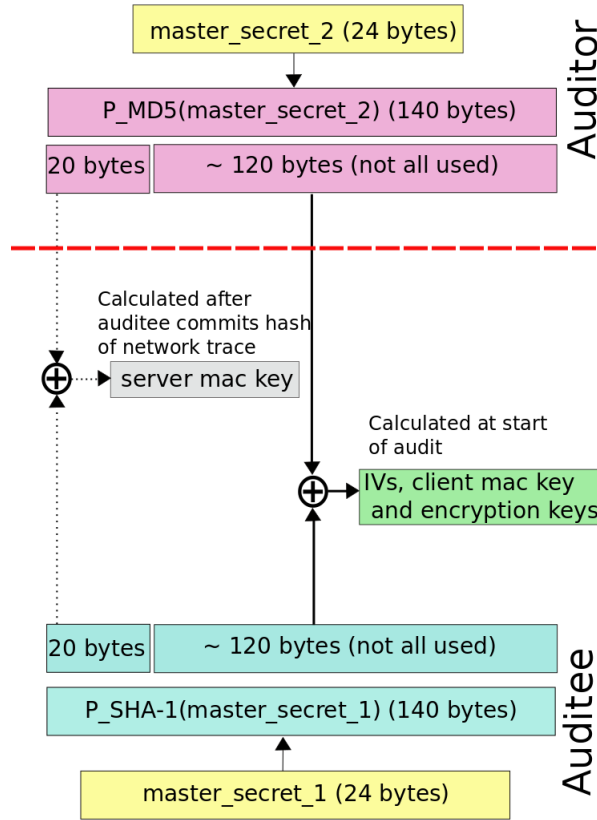 master_secret_2 (24 bytes)
Auditor
P_MD5(master_secret_2) (140 bytes)
20 bytes
~ 120 bytes (not all used)
Calculated after
auditee commits hash
of network trace
server mac key
Calculated at start
of audit
IVs, client mac key
and encryption keys
20 bytes
~ 120 bytes (not all used)
Auditee
P_SHA-1(master_secret_1) (140 bytes)
master_secret_1 (24 bytes)